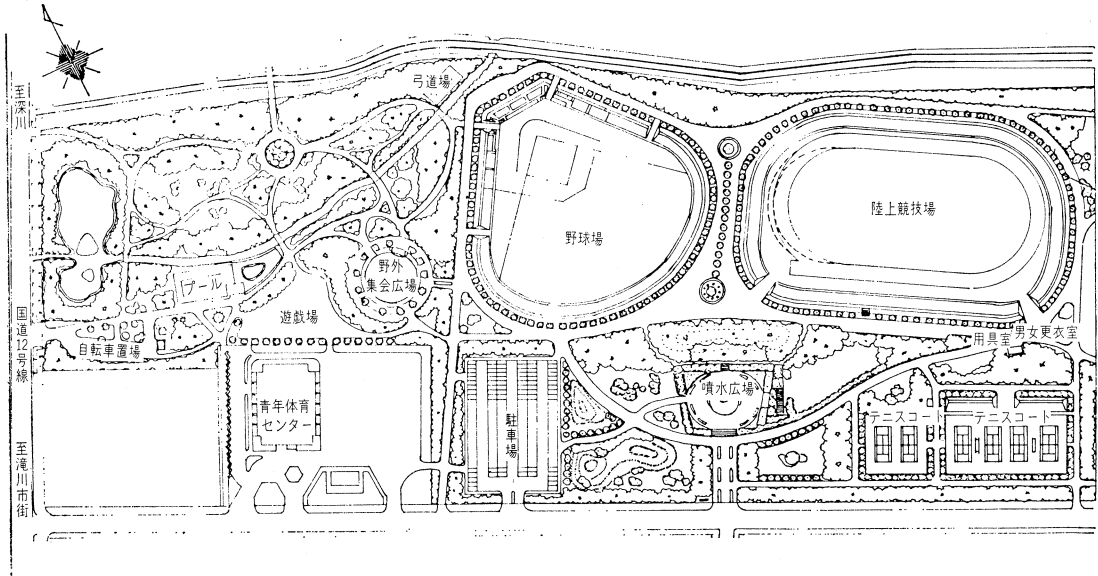 至深川
国道12号線
至滝川市街
弓道場
野球場
陸上競技場
野外
集会広場
プール
遊戯場
自転車置場
青年体育
センター
駐車場
噴水広場
用具室
男女更衣室
テニスコート
テニスコート